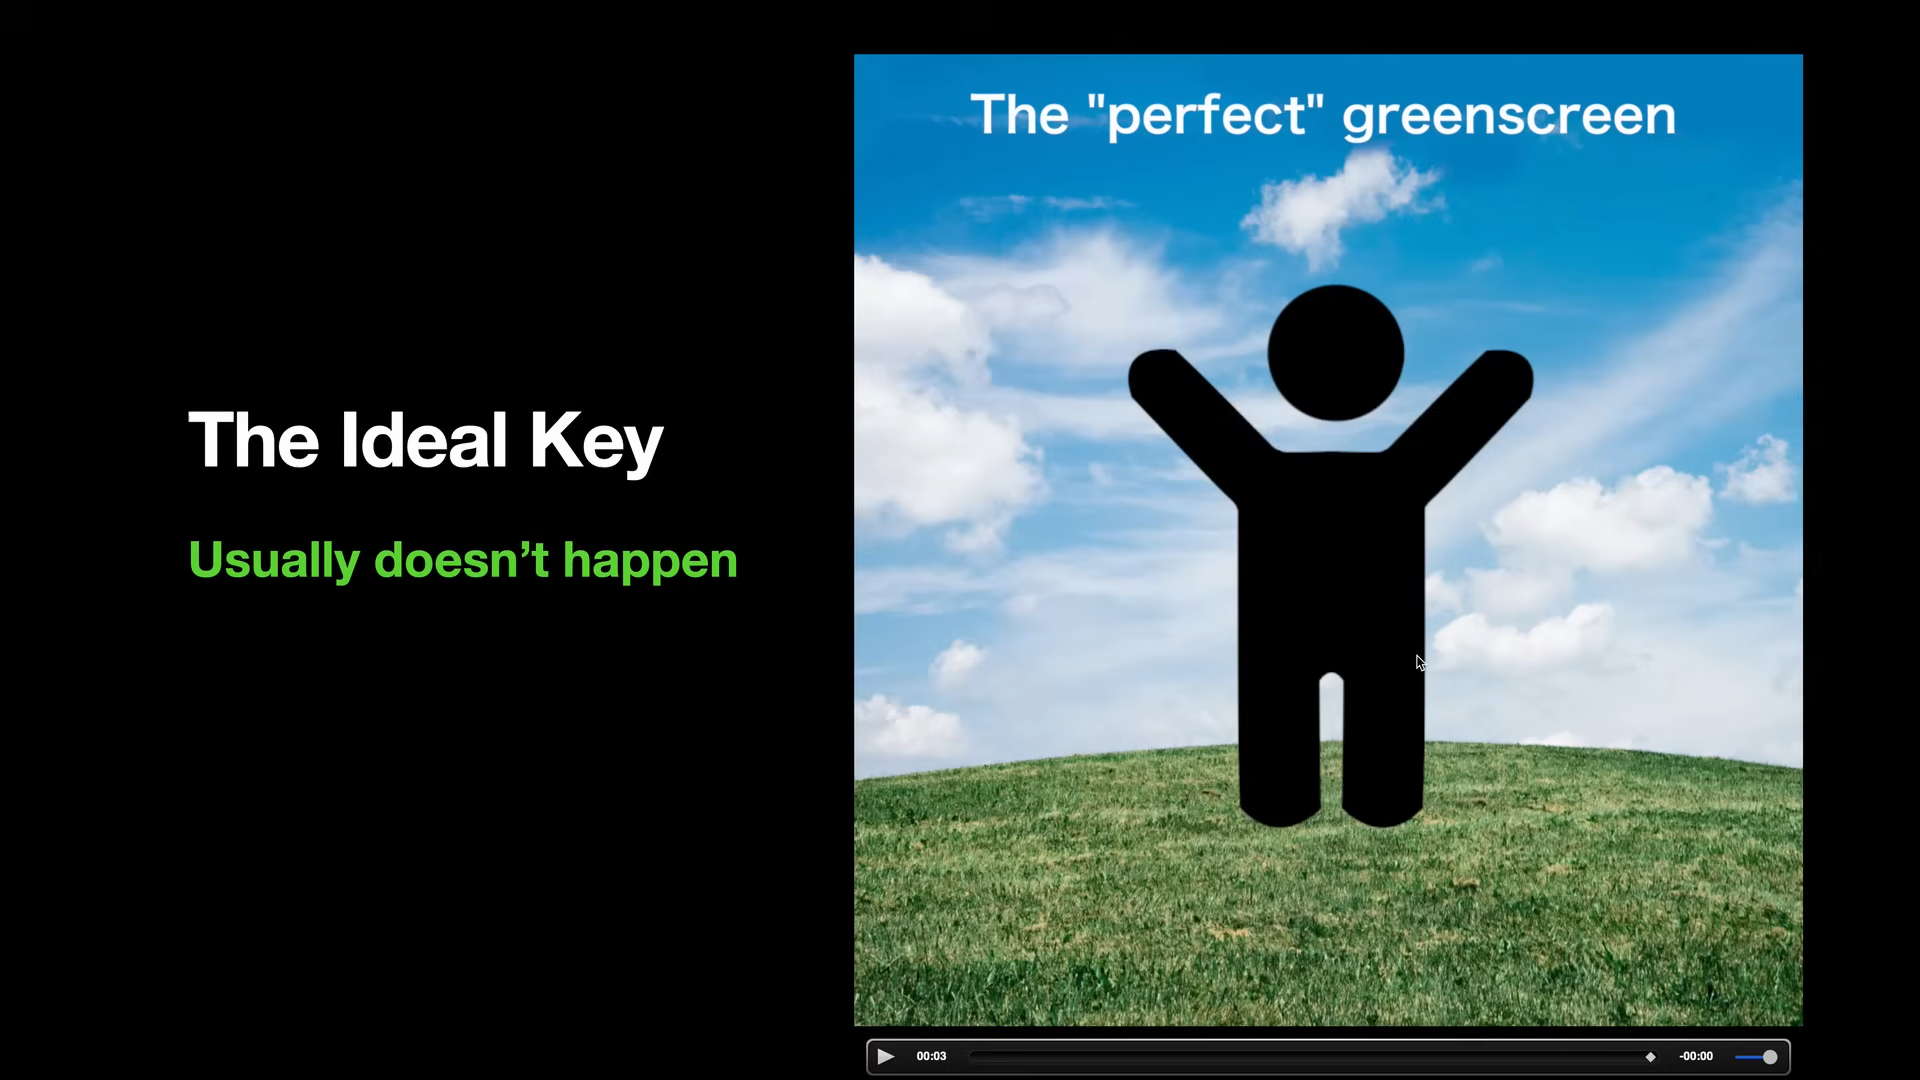 The Ideal Key
Usually doesn’t happen
The "perfect" greenscreen
00:03
-00:00